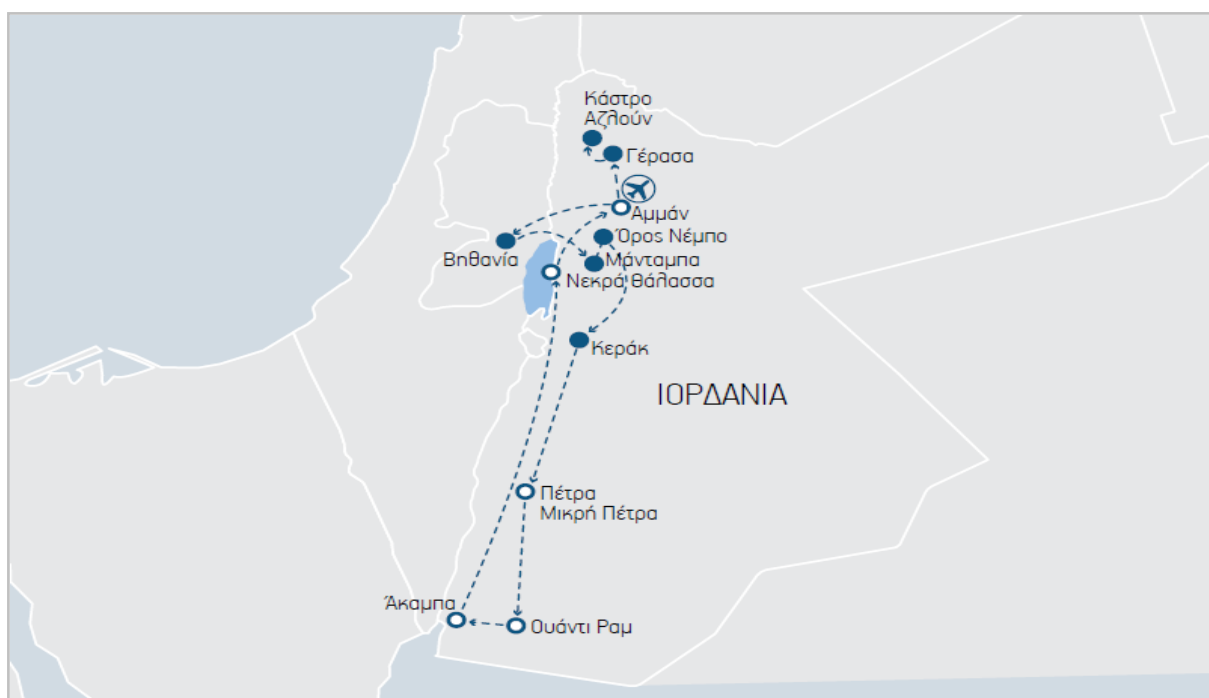 Κάστρο
Αζλούν
Γέρασα
Αμμάν
Όρος Νέμπο
Βηθανία
Μάνταμπα
Νεκρά Θάλασσα
Κεράκ
ΙΟΡΔΑΝΙΑ
Πέτρα
Μικρή Πέτρα
Άκαμπα
Ουάντι Ραμ